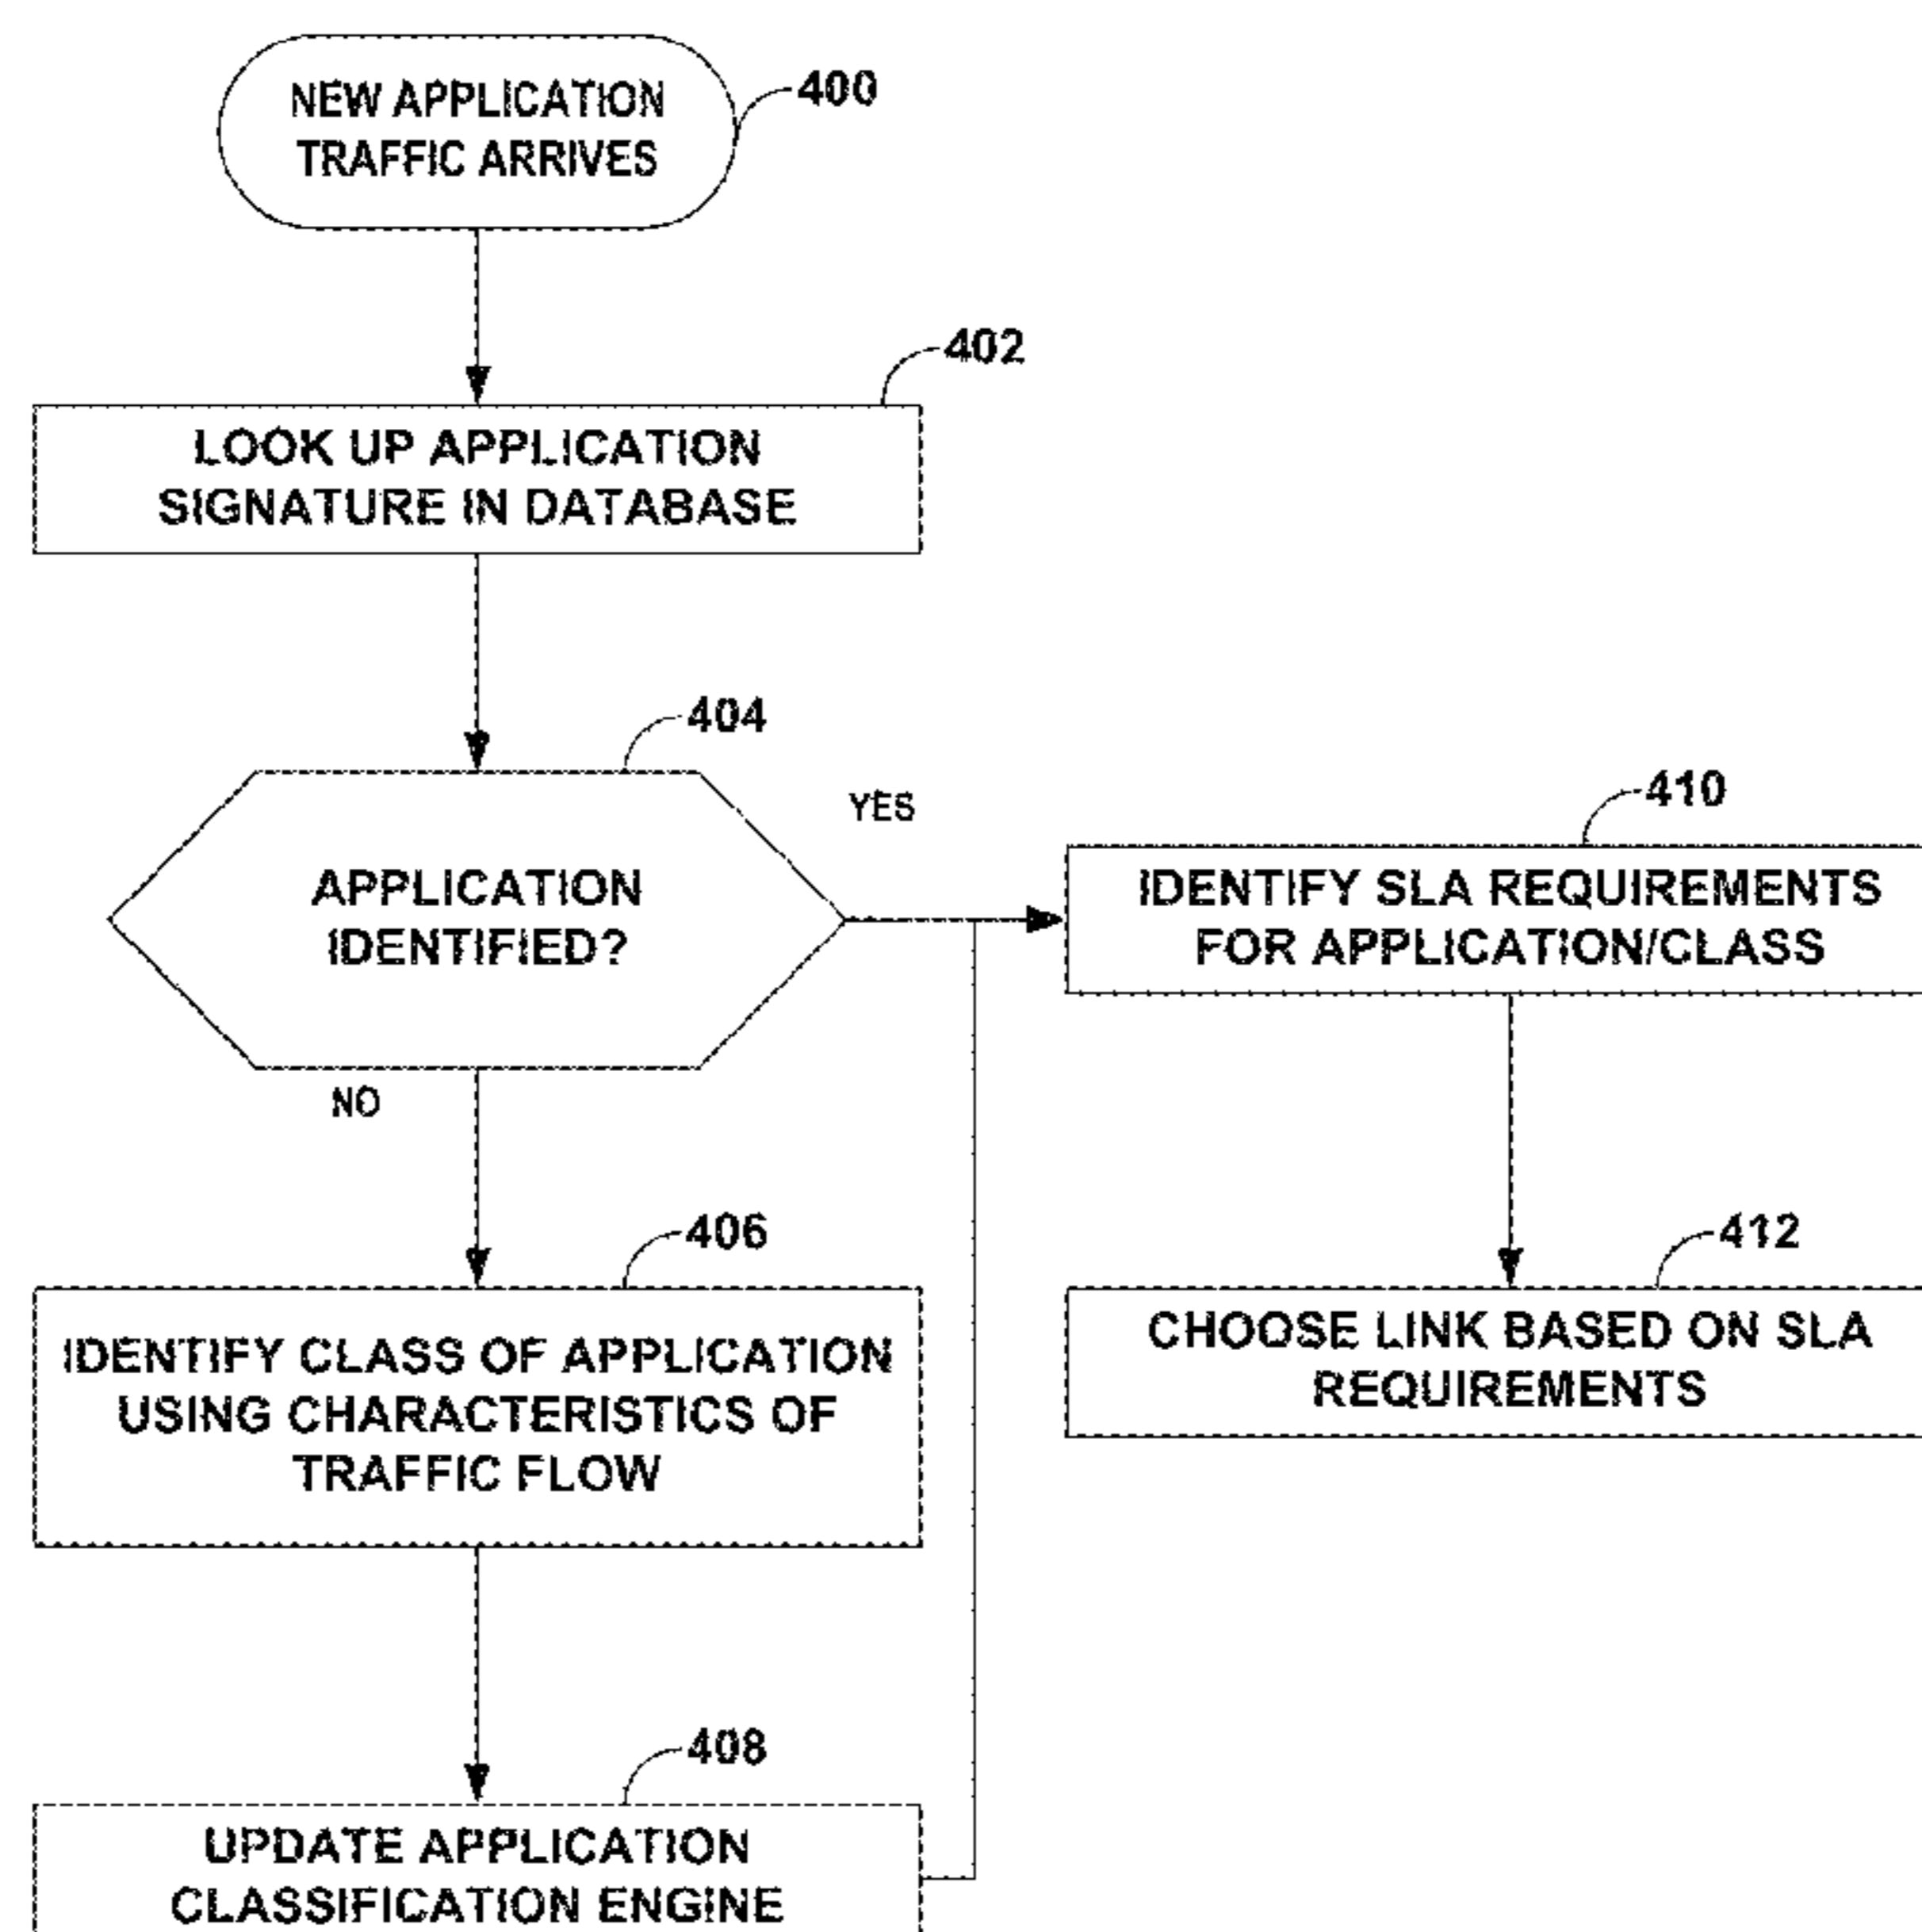 NEW APPLICATION
TRAFFIC ARRIVES
400
402
LOOK UP APPLICATION
SIGNATURE IN DATABASE
404
APPLICATION
IDENTIFIED?
YES
NO
410
IDENTIFY SLA REQUIREMENTS
FOR APPLICATION/CLASS
406
IDENTIFY CLASS OF APPLICATION
USING CHARACTERISTICS OF
TRAFFIC FLOW
412
CHOOSE LINK BASED ON SLA
REQUIREMENTS
408
UPDATE APPLICATION
CLASSIFICATION ENGINE